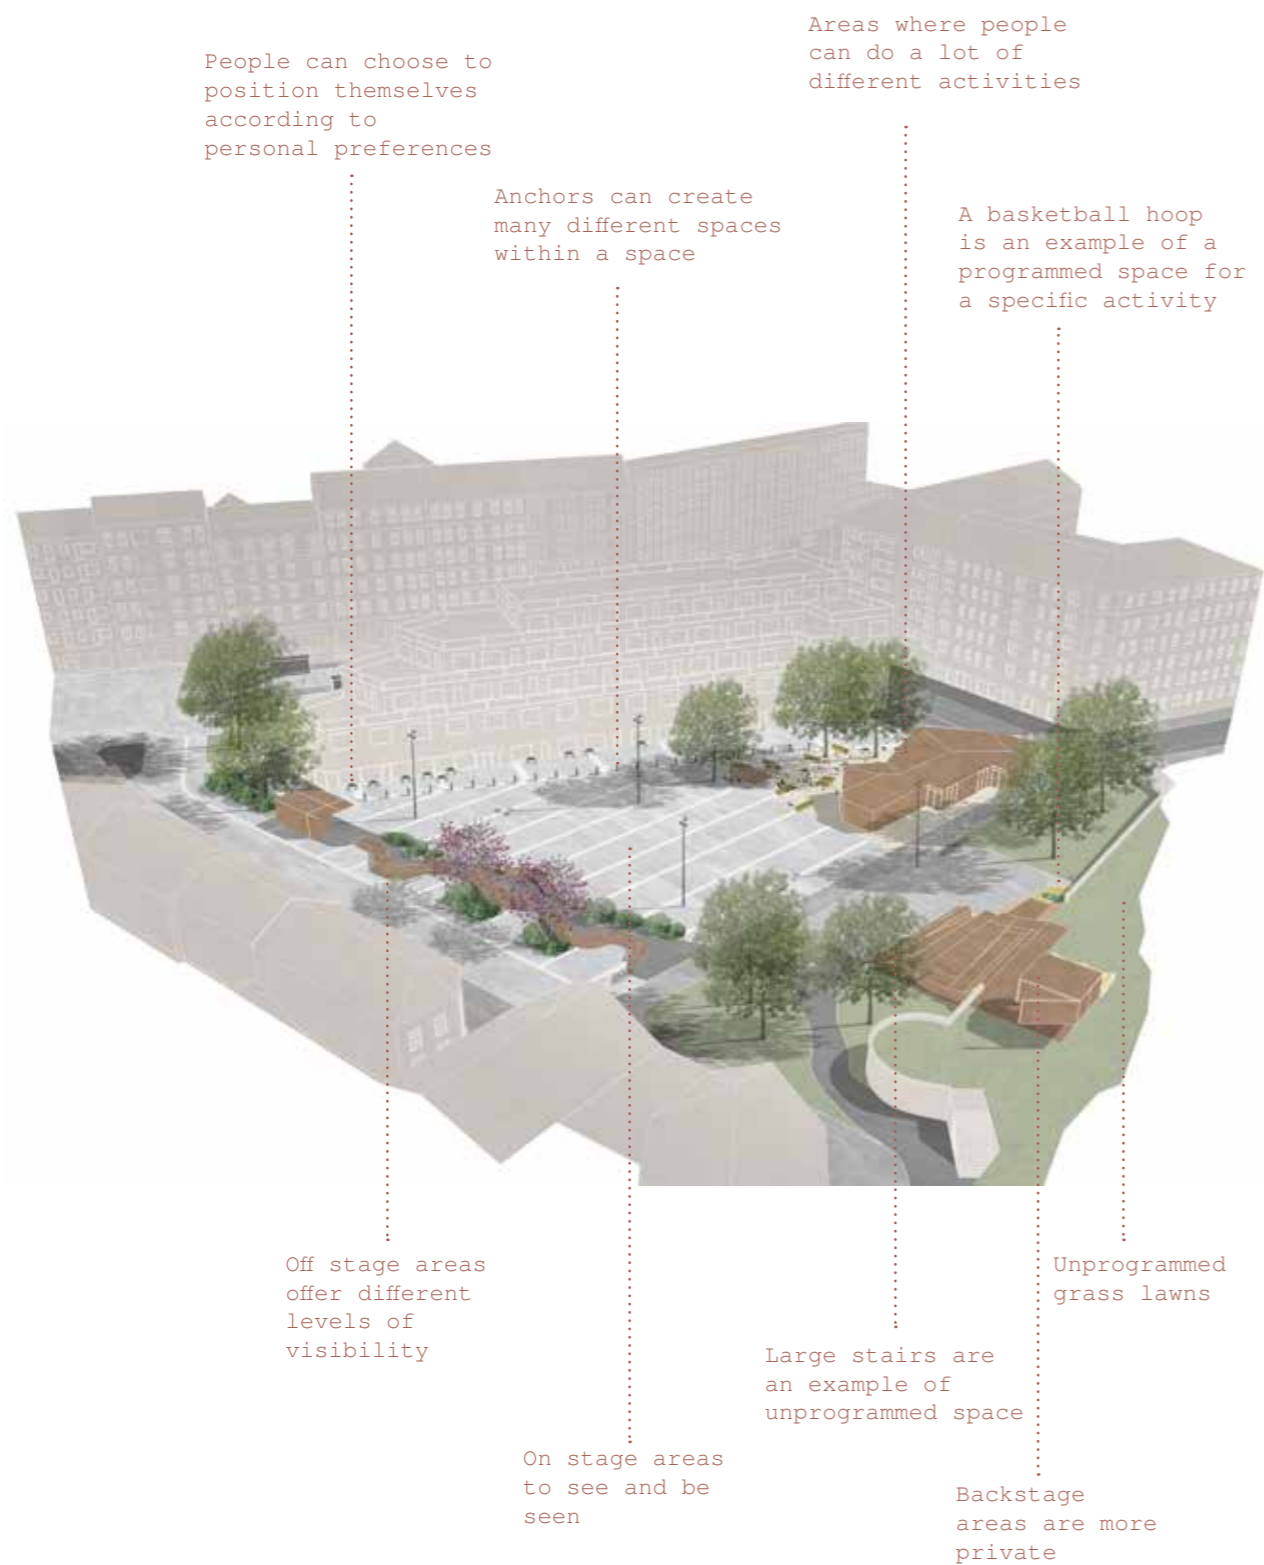 Areas where people
can do a lot of
different activities
People can choose to
position themselves
according to
personal preferences
Anchors can create
many different spaces
within a space
A basketball hoop
is an example of a
programmed space for
a specific activity
Off stage areas
offer different
levels of
visibility
Unprogrammed
grass lawns
Large stairs are
an example of
unprogrammed space
On stage areas
to see and be
seen
Backstage
areas are more
private